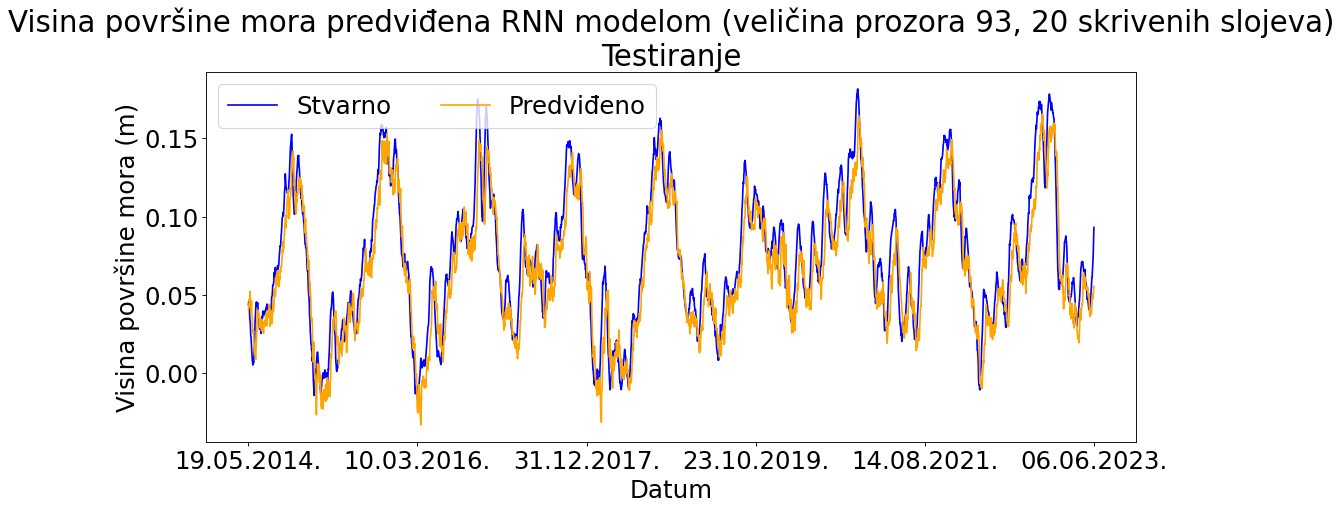 Visina površine mora predviđena RNN modelom (veličina prozora 93, 20 skrivenih slojeva)
Testiranje
Stvarno
Predviđeno
Visina površine mora (m)
0.15
0.10
0.05
0.00
19.05.2014.
10.03.2016.
31.12.2017.
23.10.2019.
14.08.2021.
06.06.2023.
Datum